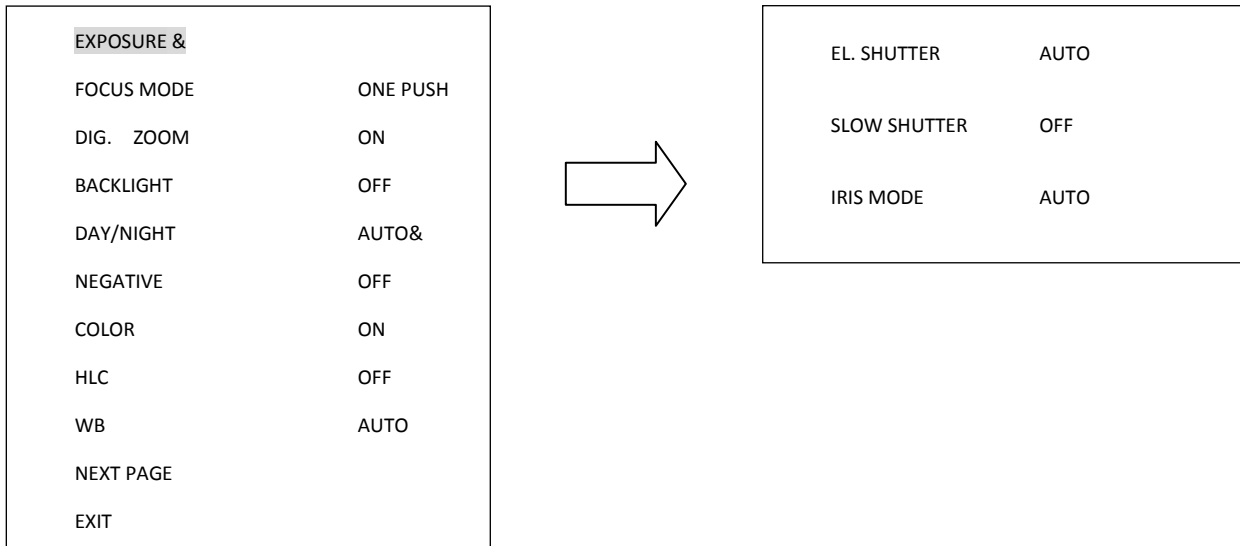 EXPOSURE &
FOCUS MODE ONE PUSH
DIG. ZOOM ON
BACKLIGHT OFF
DAY/NIGHT AUTO&
NEGATIVE OFF
COLOR ON
HLC OFF
WB AUTO
NEXT PAGE
EXIT
EL. SHUTTER AUTO
SLOW SHUTTER OFF
IRIS MODE AUTO